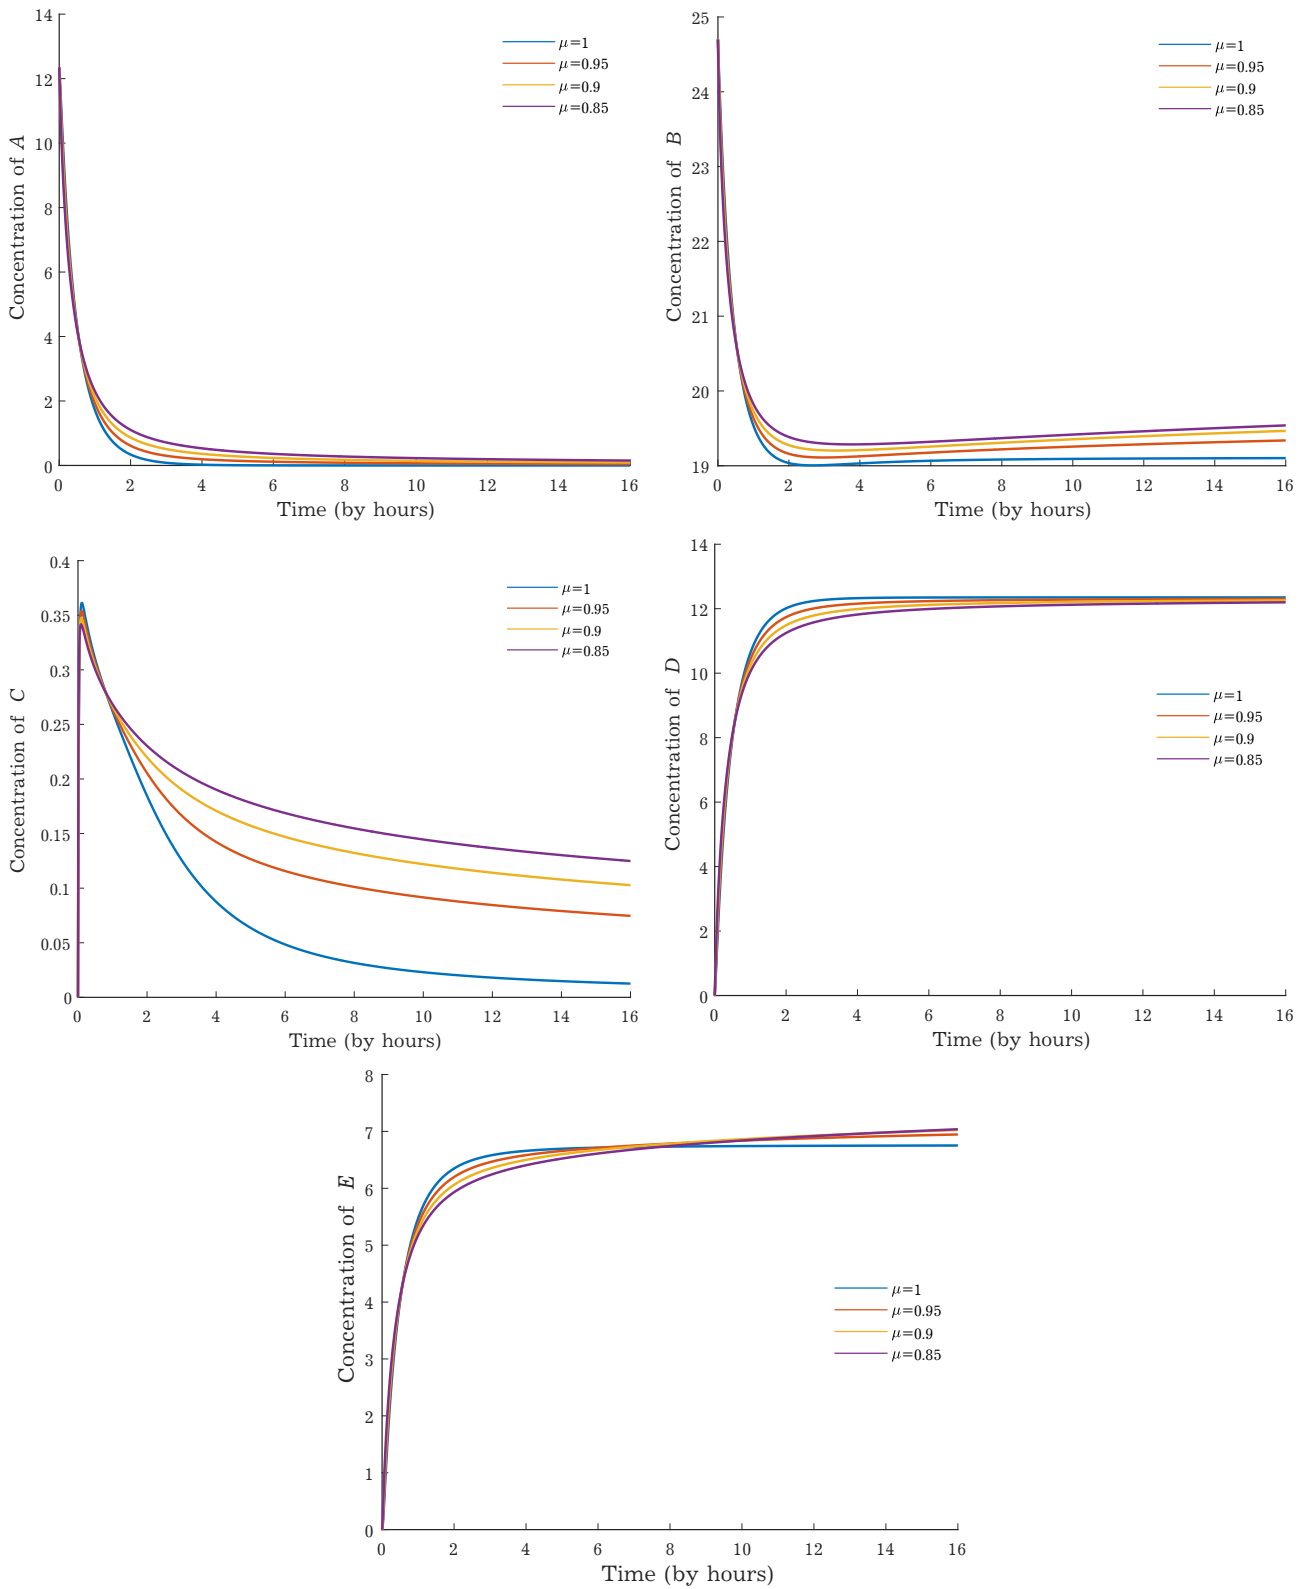 Concentration of A
14
12
10
8
6
4
2
0
0 2 4 6 8 10 12 14 16
Time (by hours)
μ=1
μ=0.95
μ=0.9
μ=0.85
Concentration of B
25
24
23
22
21
20
19
0 2 4 6 8 10 12 14 16
Time (by hours)
μ=1
μ=0.95
μ=0.9
μ=0.85
Concentration of C
0.4
0.35
0.3
0.25
0.2
0.15
0.1
0.05
0
0 2 4 6 8 10 12 14 16
Time (by hours)
μ=1
μ=0.95
μ=0.9
μ=0.85
Concentration of D
14
12
10
8
6
4
2
0
0 2 4 6 8 10 12 14 16
Time (by hours)
μ=1
μ=0.95
μ=0.9
μ=0.85
Concentration of E
8
7
6
5
4
3
2
1
0
0 2 4 6 8 10 12 14 16
Time (by hours)
μ=1
μ=0.95
μ=0.9
μ=0.85